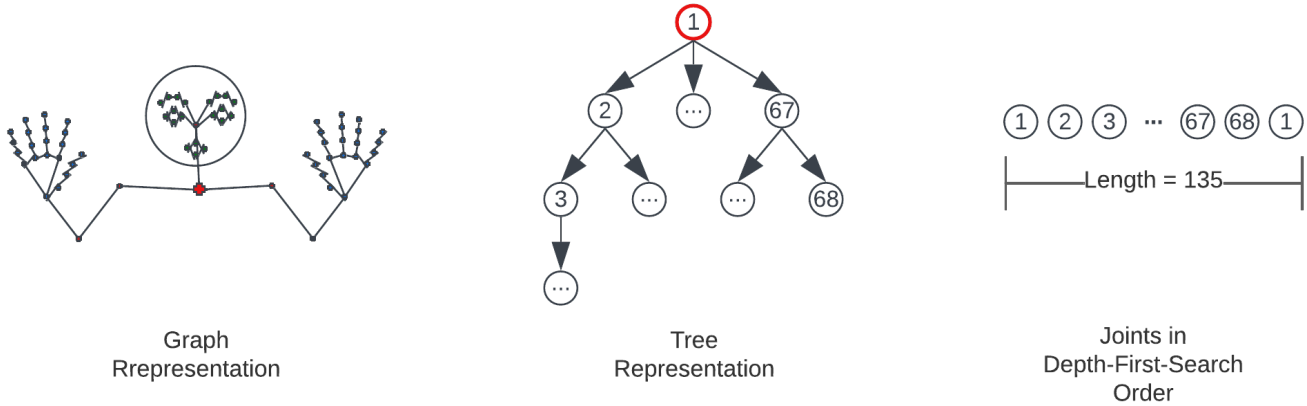 1
2
...
67
3
...
...
68
...
1 2 3 ... 67 68 1
Length = 135
Graph
Rrepresentation
Tree
Representation
Joints in
Depth-First-Search
Order